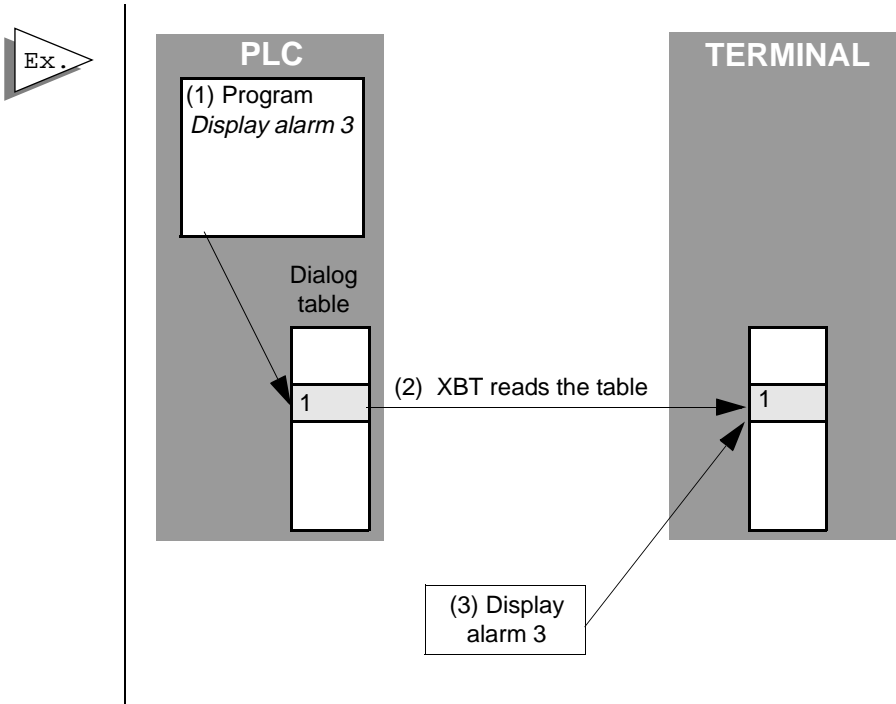 Ex.
PLC
TERMINAL
(1) Program
Display alarm 3
Dialog
table
1
(2) XBT reads the table
1
(3) Display
alarm 3